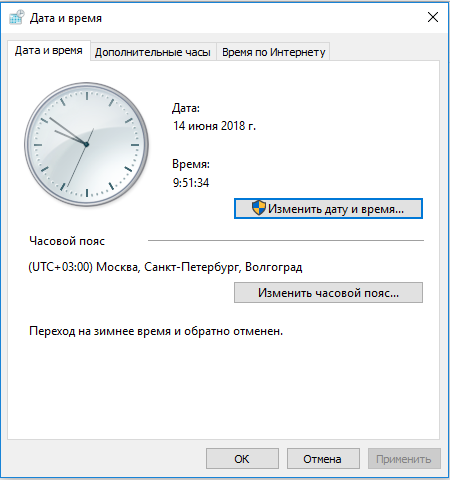 Дата и время
Дата и время
Дополнительные часы
Время по Интернету
Дата:
14 июня 2018 г.
Время:
9:51:34
Изменить дату и время...
Часовой пояс
(UTC+03:00) Москва, Санкт-Петербург, Волгоград
Изменить часовой пояс...
Переход на зимнее время и обратно отменен.
ОК
Отмена
Применить